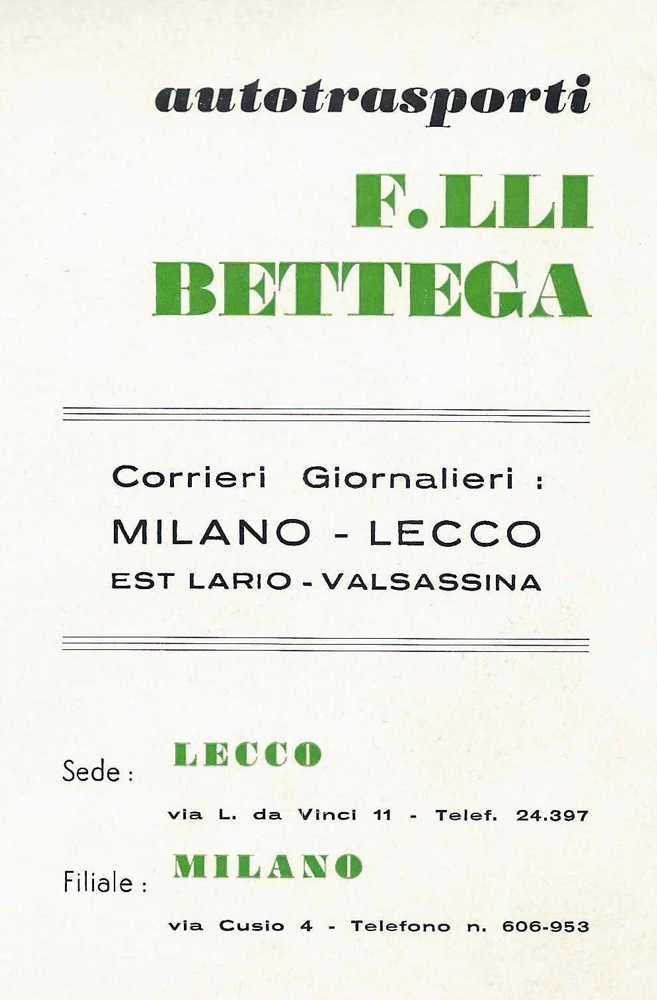 autotrasporti
F.LLI
BETTEGA
Corrieri Giornalieri :
MILANO - LECCO
EST LARIO - VALSASSINA
Sede : LECCO
via L. da Vinci 11 - Telef. 24.397
Filiale : MILANO
via Cusio 4 - Telefono n. 606-953